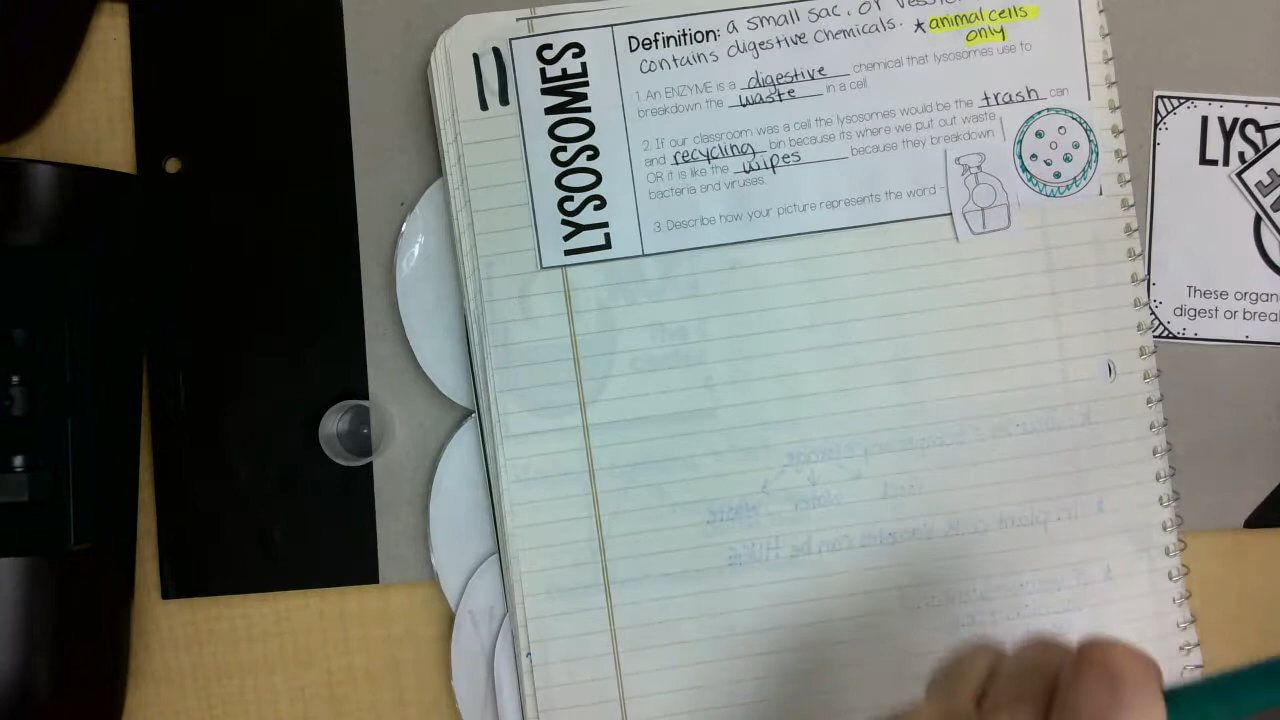 11
LYSOSOMES
Definition: a small sac, or
contains digestive chemicals. * animal cells
only
1. An ENZYME is a digestive chemical that lysosomes use to
breakdown the waste in a cell
2. If our classroom was a cell the lysosomes would be the trash can
and recycling bin because its where we put out waste
OR it is like the wipes because they breakdown
bacteria and viruses.
3. Describe how your picture represents the word -
LYS
These organ
digest or brea